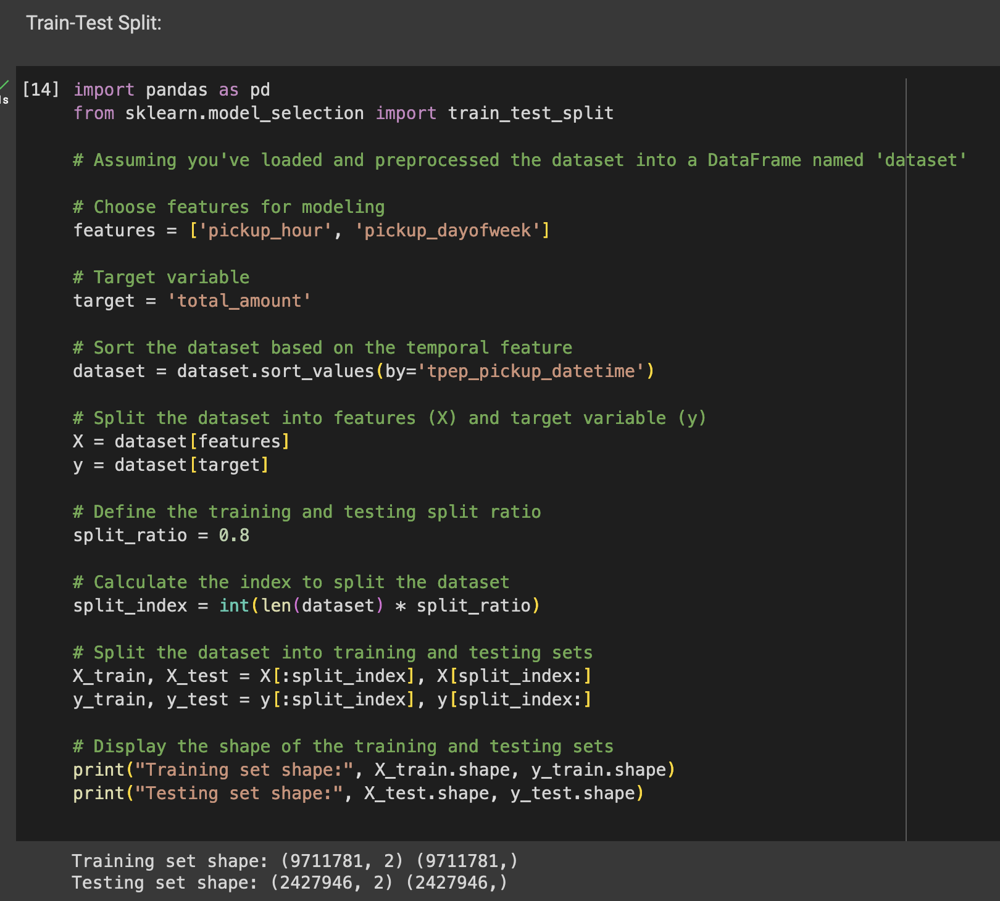 Train-Test Split:
[14] import pandas as pd
from sklearn.model_selection import train_test_split
# Assuming you've loaded and preprocessed the dataset into a DataFrame named 'dataset'
# Choose features for modeling
features = ['pickup_hour', 'pickup_dayofweek']
# Target variable
target = 'total_amount'
# Sort the dataset based on the temporal feature
dataset = dataset.sort_values(by='tpep_pickup_datetime')
# Split the dataset into features (X) and target variable (y)
X = dataset[features]
y = dataset[target]
# Define the training and testing split ratio
split_ratio = 0.8
# Calculate the index to split the dataset
split_index = int(len(dataset) * split_ratio)
# Split the dataset into training and testing sets
X_train, X_test = X[:split_index], X[split_index:]
y_train, y_test = y[:split_index], y[split_index:]
# Display the shape of the training and testing sets
print("Training set shape:", X_train.shape, y_train.shape)
print("Testing set shape:", X_test.shape, y_test.shape)
Training set shape: (9711781, 2) (9711781,)
Testing set shape: (2427946, 2) (2427946,)